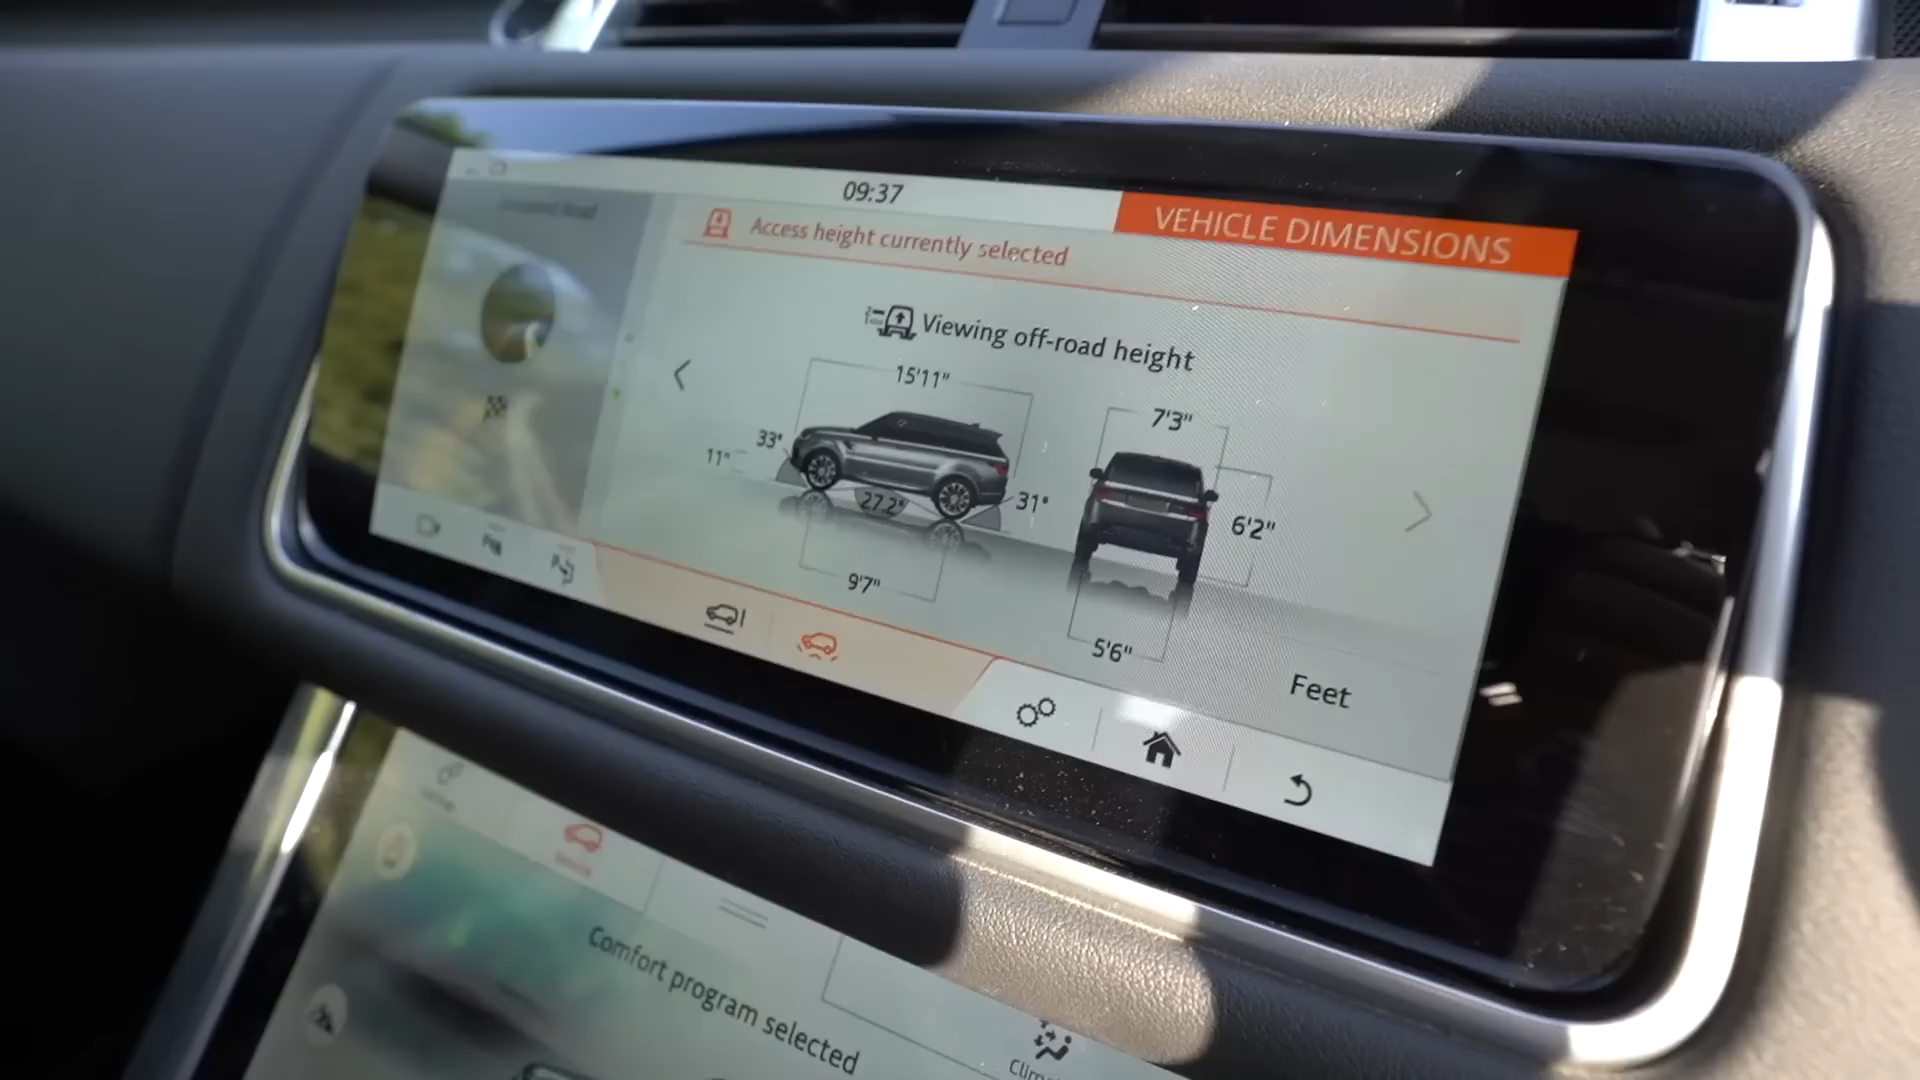 09:37
VEHICLE DIMENSIONS
Access height currently selected
Viewing off-road height
15'11"
7'3"
33°
11"
27.2°
31°
6'2"
9'7"
5'6"
Feet
Comfort program selected